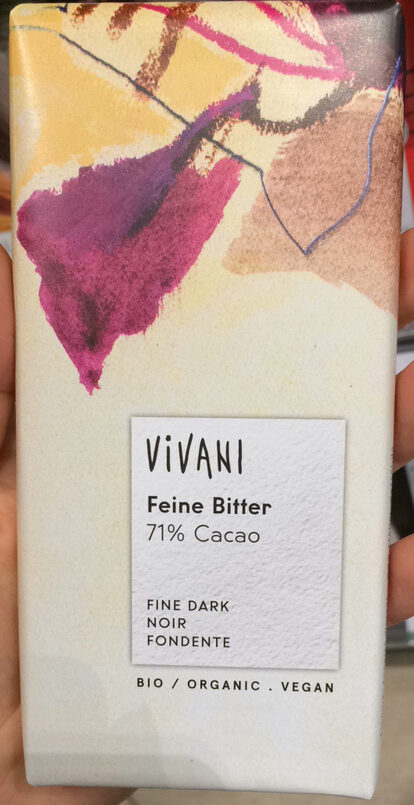 ViVANI
Feine Bitter
71% Cacao
FINE DARK
NOIR
FONDENTE
BIO / ORGANIC . VEGAN